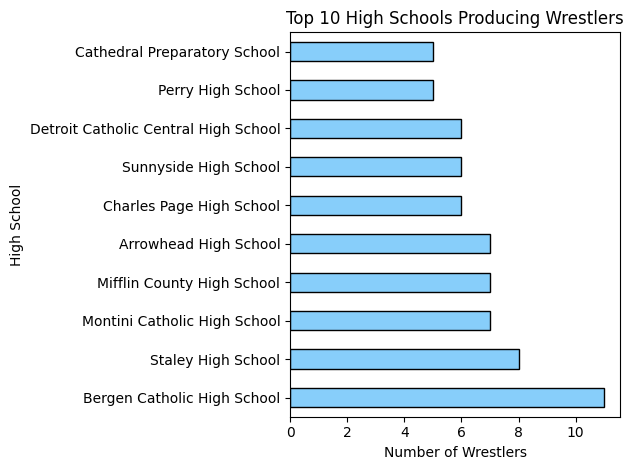 Top 10 High Schools Producing Wrestlers
High School
Cathedral Preparatory School
Perry High School
Detroit Catholic Central High School
Sunnyside High School
Charles Page High School
Arrowhead High School
Mifflin County High School
Montini Catholic High School
Staley High School
Bergen Catholic High School
0 2 4 6 8 10
Number of Wrestlers